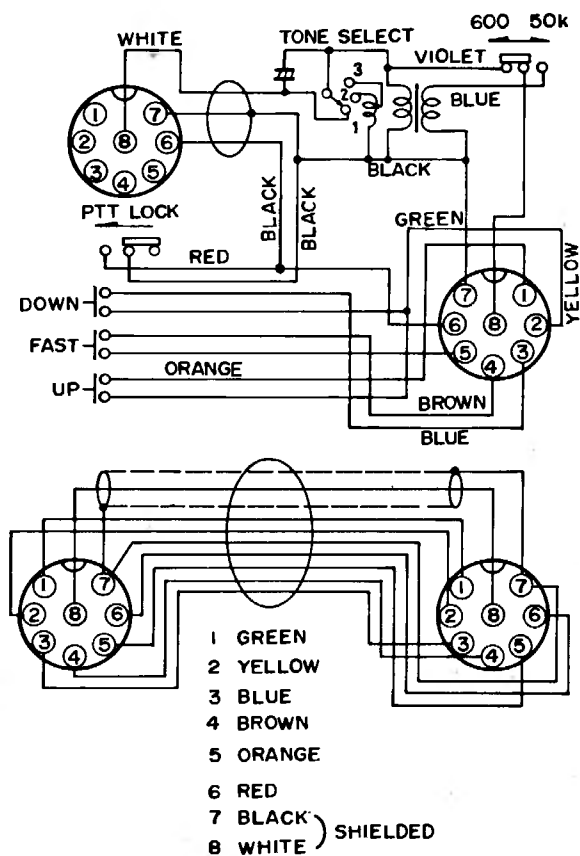 600 50k
WHITE
TONE SELECT
VIOLET
3
2
1
BLUE
1 7
2 8 6
3 5
4
BLACK
PTT LOCK
BLACK
BLACK
GREEN
YELLOW
RED
7 1
6 8 2
5 3
4
DOWN
FAST
ORANGE
UP
BROWN
BLUE
1 7
2 8 6
3 5
4
1 7
2 8 6
3 5
4
1 GREEN
2 YELLOW
3 BLUE
4 BROWN
5 ORANGE
6 RED
7 BLACK
8 WHITE
SHIELDED